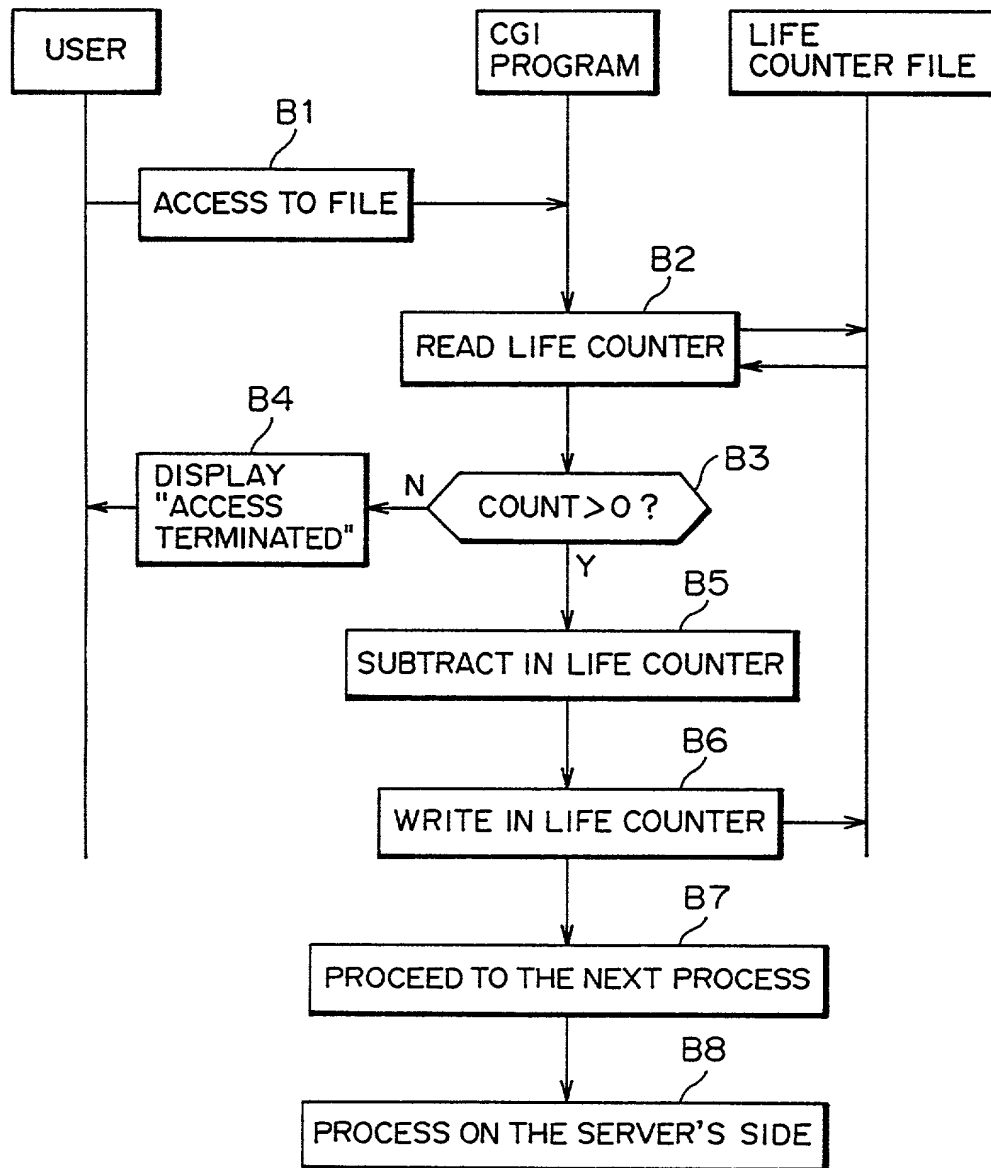 USER
CGI
PROGRAM
LIFE
COUNTER FILE
B1
ACCESS TO FILE
B2
READ LIFE COUNTER
B4
DISPLAY
"ACCESS
TERMINATED"
N
B3
COUNT>0?
Y
B5
SUBTRACT IN LIFE COUNTER
B6
WRITE IN LIFE COUNTER
B7
PROCEED TO THE NEXT PROCESS
B8
PROCESS ON THE SERVER'S SIDE